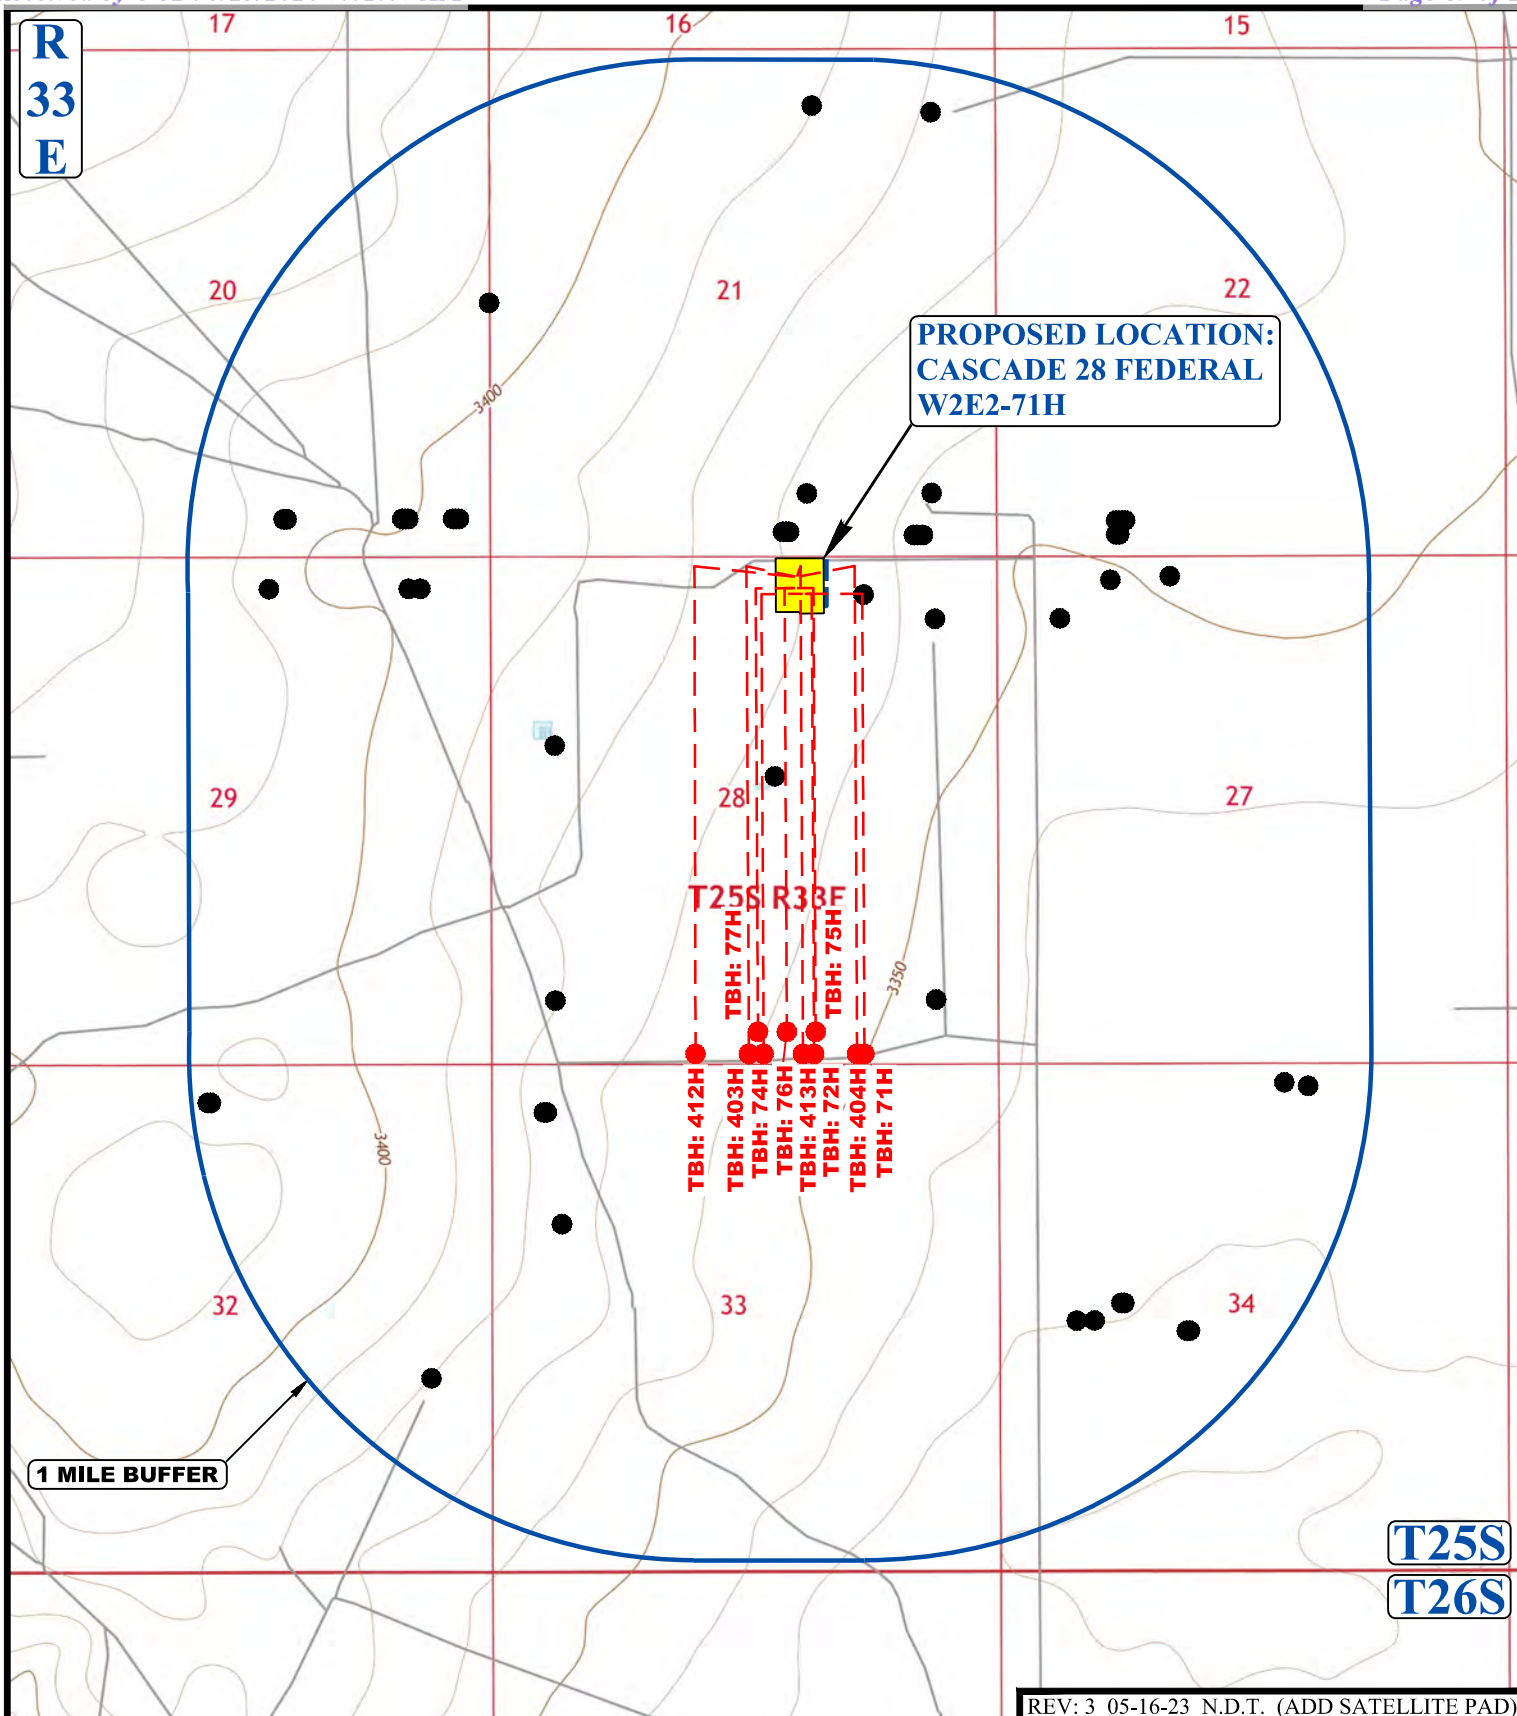 17
16
15
R
33
E
20
21
22
PROPOSED LOCATION:
CASCADE 28 FEDERAL
W2E2-71H
3400
29
28
27
T25S R33E
TBH: 77H
TBH: 75H
3350
TBH: 412H
TBH: 403H
TBH: 74H
TBH: 76H
TBH: 413H
TBH: 72H
TBH: 404H
TBH: 71H
3400
32
33
34
1 MILE BUFFER
T25S
T26S
REV: 3 05-16-23 N.D.T. (ADD SATELLITE PAD)